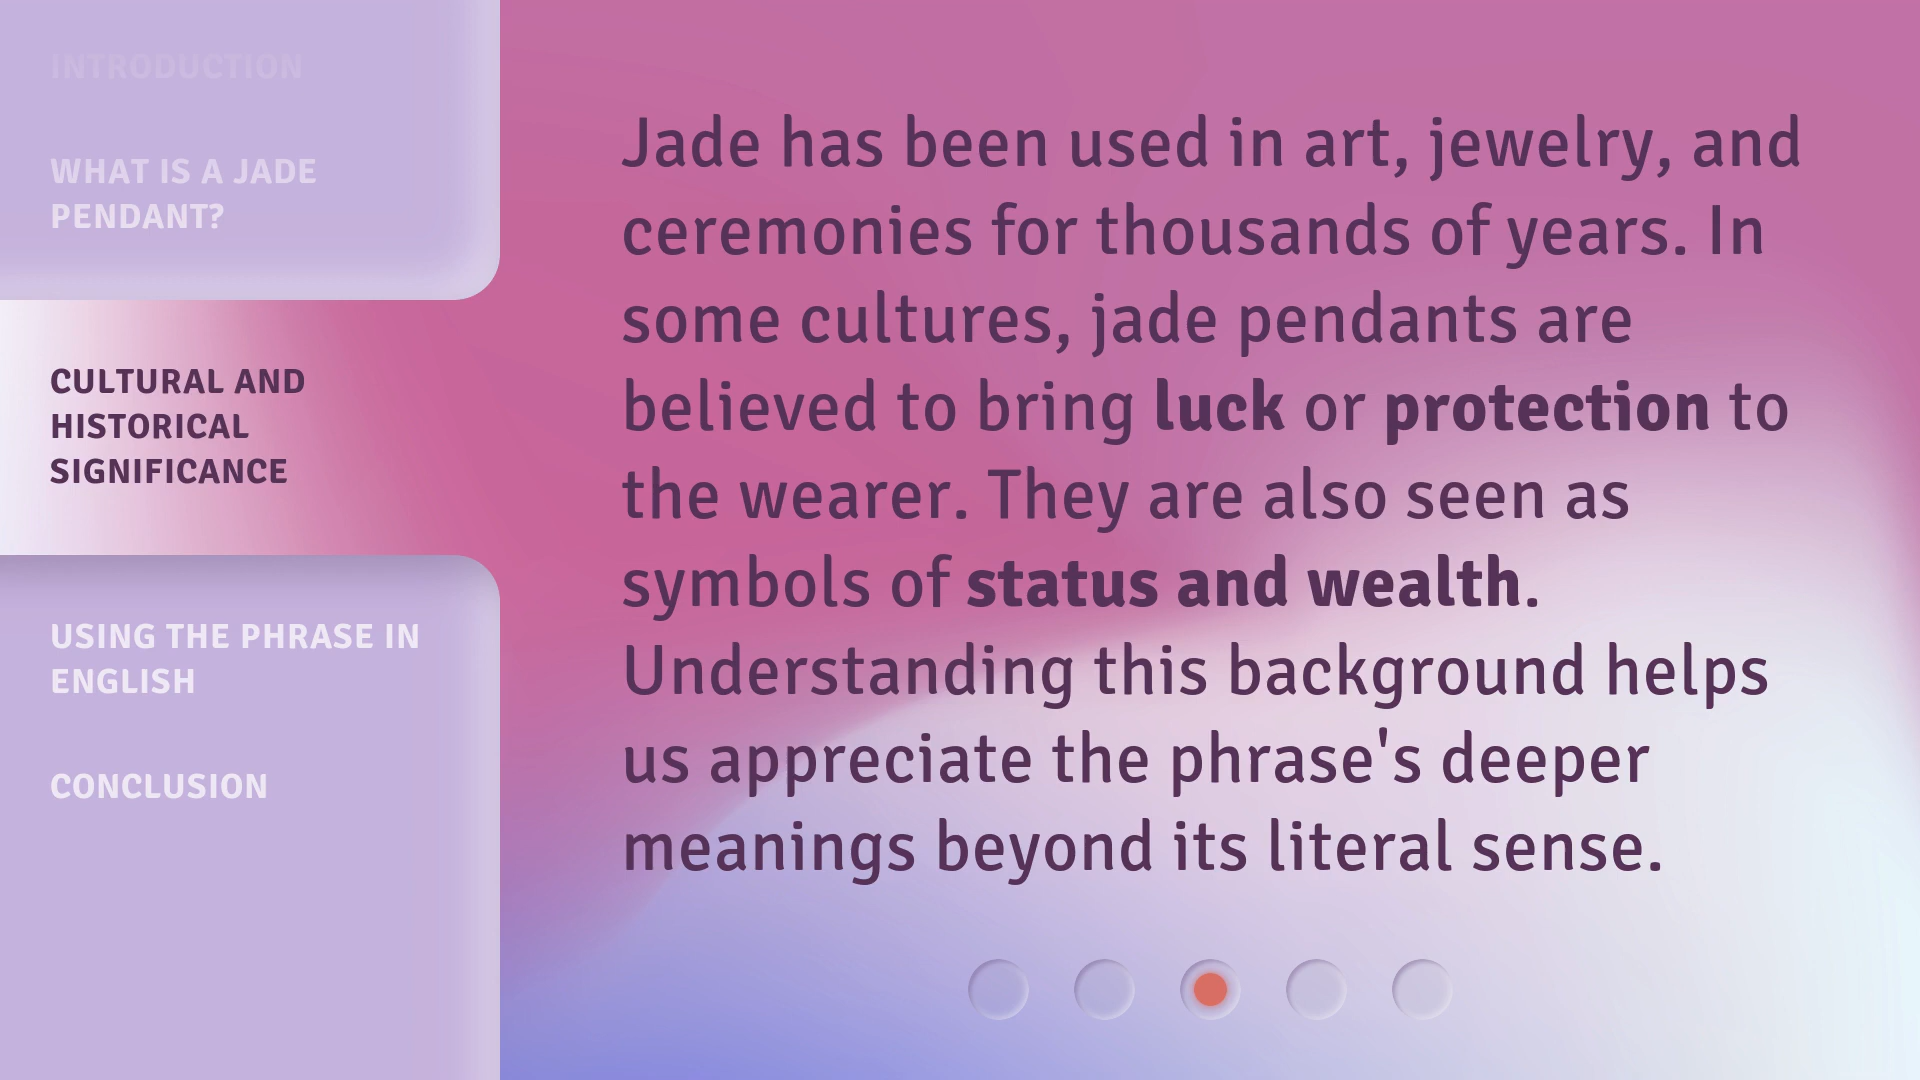 INTRODUCTION
WHAT IS A JADE
PENDANT?
CULTURAL AND
HISTORICAL
SIGNIFICANCE
USING THE PHRASE IN
ENGLISH
CONCLUSION
Jade has been used in art, jewelry, and
ceremonies for thousands of years. In
some cultures, jade pendants are
believed to bring luck or protection to
the wearer. They are also seen as
symbols of status and wealth.
Understanding this background helps
us appreciate the phrase's deeper
meanings beyond its literal sense.